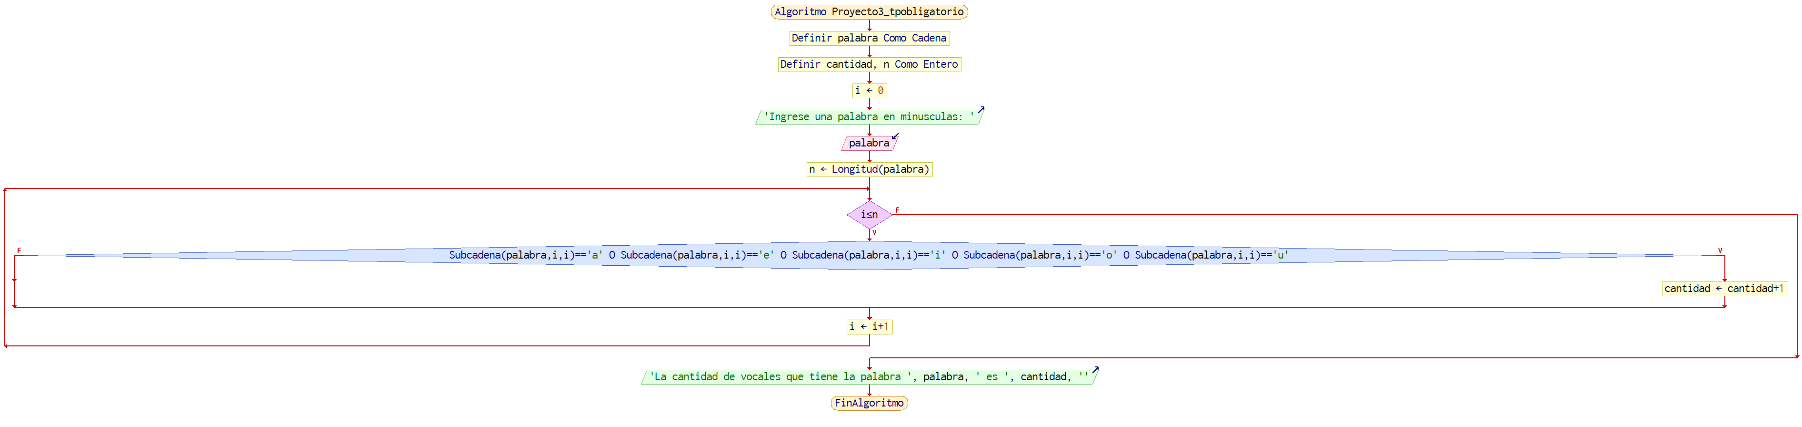 Algoritmo Proyecto3_tpobligatorio
Definir palabra Como Cadena
Definir cantidad, n Como Entero
i ← 0
'Ingrese una palabra en minusculas: '
palabra
n ← Longitud(palabra)
i≤n
F
V
F
Subcadena(palabra,i,i)=='a' O Subcadena(palabra,i,i)=='e' O Subcadena(palabra,i,i)=='i' O Subcadena(palabra,i,i)=='o' O Subcadena(palabra,i,i)=='u'
V
cantidad ← cantidad+1
i ← i+1
'La cantidad de vocales que tiene la palabra ', palabra, ' es ', cantidad, ''
FinAlgoritmo